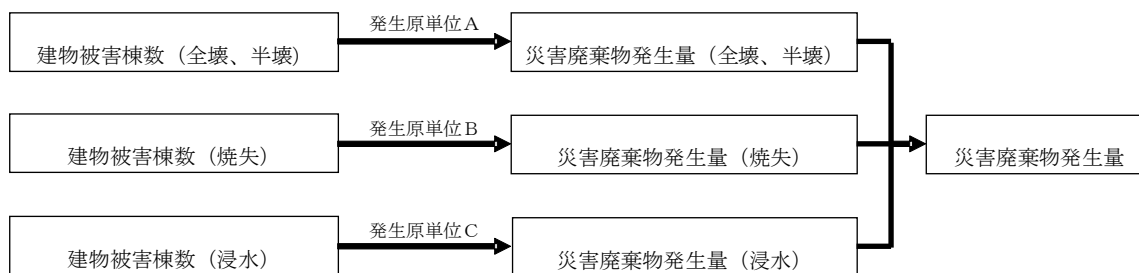 発生原単位A
建物被害棟数（全壊、半壊）
災害廃棄物発生量（全壊、半壊）
発生原単位B
建物被害棟数（焼失）
災害廃棄物発生量（焼失）
災害廃棄物発生量
発生原単位C
建物被害棟数（浸水）
災害廃棄物発生量（浸水）